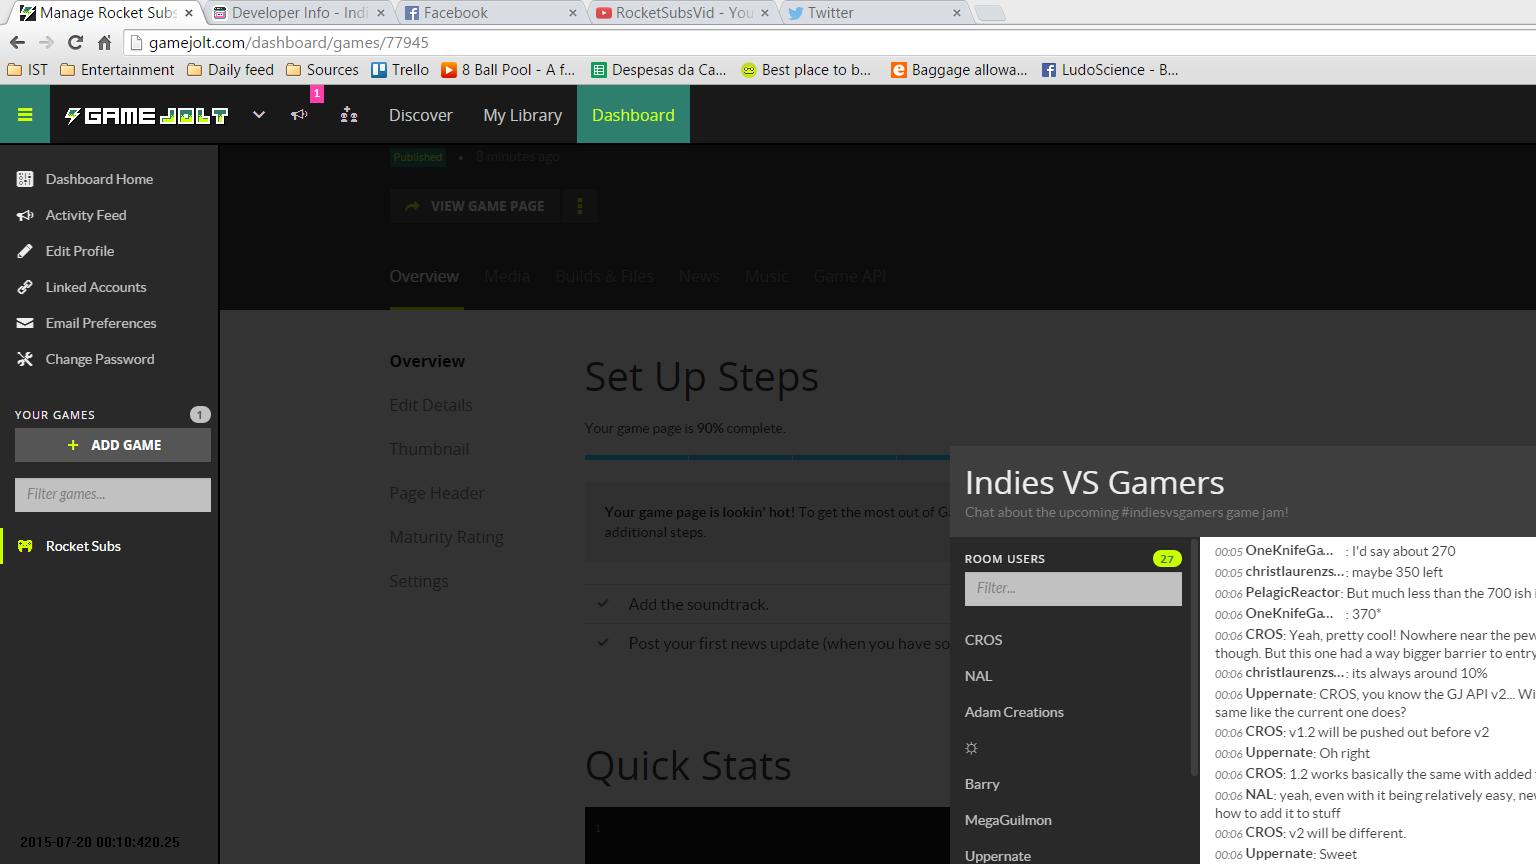 Manage Rocket Subs
Developer Info - Indi
Facebook
RocketSubsVid - You
Twitter
gamejolt.com/dashboard/games/77945
IST
Entertainment
Daily feed
Sources
Trello
8 Ball Pool - A f...
Despesas da Ca...
Best place to b...
Baggage allowa...
LudoScience - B...
GAME JOLT
1
Discover
My Library
Dashboard
Published • 8 minutes ago
VIEW GAME PAGE
Overview
Media
Builds & Files
News
Music
Game API
Dashboard Home
Activity Feed
Edit Profile
Linked Accounts
Email Preferences
Change Password
YOUR GAMES 1
+ ADD GAME
Filter games...
Rocket Subs
2015-07-20 00:10:420.25
Overview
Edit Details
Thumbnail
Page Header
Maturity Rating
Settings
Set Up Steps
Your game page is 90% complete.
Your game page is lookin' hot! To get the most out of G
additional steps.
Add the soundtrack.
Post your first news update (when you have so
Quick Stats
1
Indies VS Gamers
Chat about the upcoming #indiesvsgamers game jam!
ROOM USERS 27
Filter...
CROS
NAL
Adam Creations
Barry
MegaGuilmon
Uppernate
00:05 OneKnifeGa... : I'd say about 270
00:05 christlaurenzs...: maybe 350 left
00:06 PelagicReactor: But much less than the 700 ish i
00:06 OneKnifeGa... : 370*
00:06 CROS: Yeah, pretty cool! Nowhere near the pew
though. But this one had a way bigger barrier to entry
00:06 christlaurenzs...: its always around 10%
00:06 Uppernate: CROS, you know the GJ API v2... Wi
same like the current one does?
00:06 CROS: v1.2 will be pushed out before v2
00:06 Uppernate: Oh right
00:06 CROS: 1.2 works basically the same with added
00:06 NAL: yeah, even with it being relatively easy, new
how to add it to stuff
00:06 CROS: v2 will be different.
00:06 Uppernate: Sweet